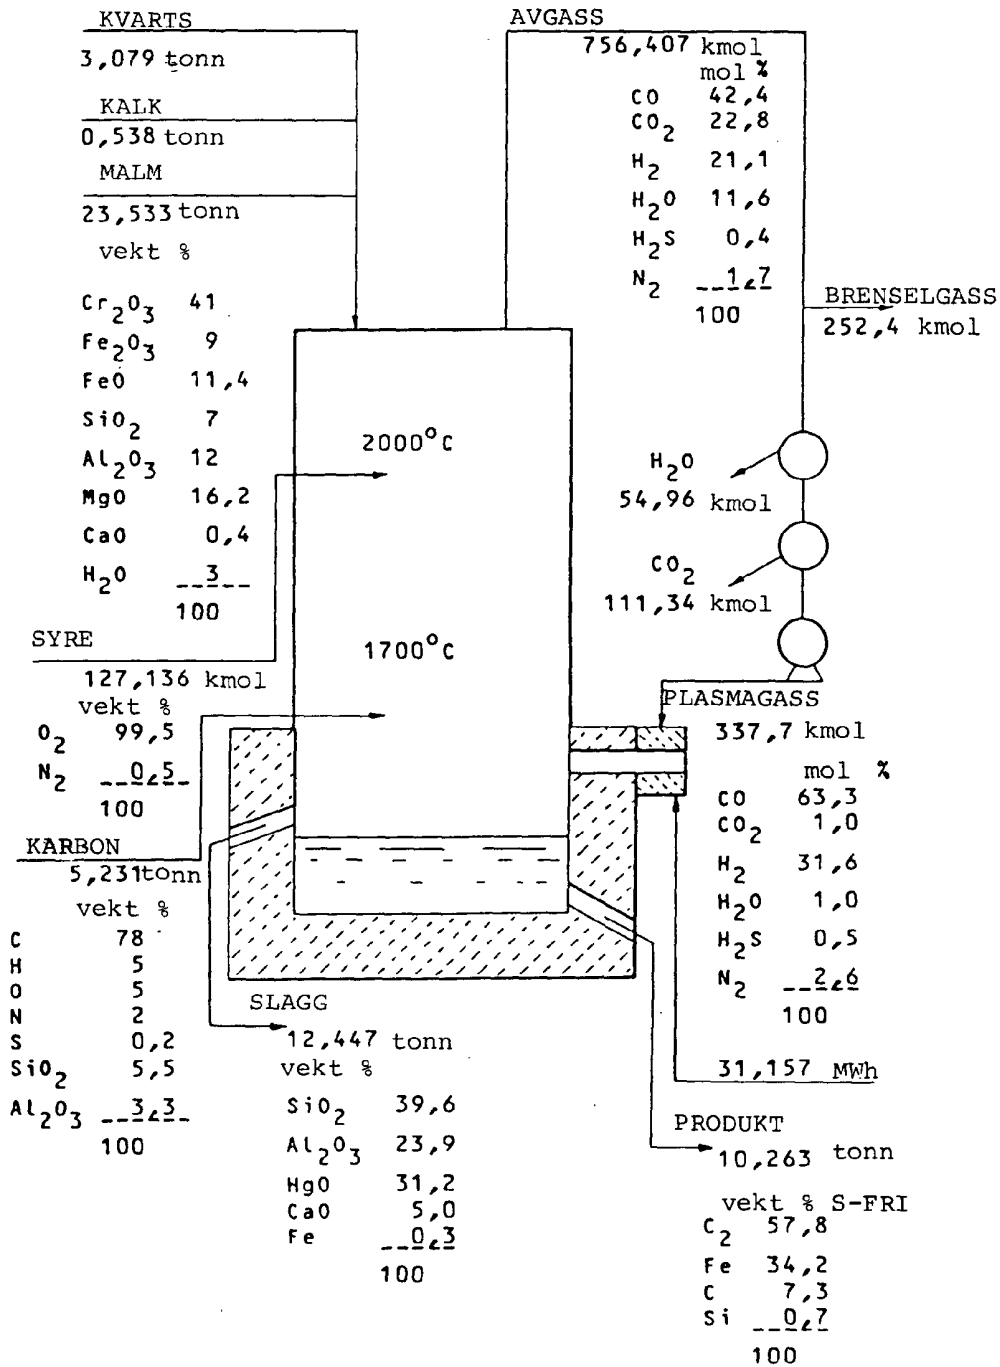 KVARTS
3,079 tonn
KALK
0,538 tonn
MALM
23,533 tonn
vekt %
Cr2O3 41
Fe2O3 9
FeO 11,4
SiO2 7
Al2O3 12
MgO 16,2
CaO 0,4
H2O 3
100
SYRE
127,136 kmol
vekt %
O2 99,5
N2 0,5
100
KARBON
5,231 tonn
vekt %
C 78
H 5
O 5
N 2
S 0,2
SiO2 5,5
Al2O3 3,3
100
2000°C
1700°C
SLAGG
12,447 tonn
vekt %
SiO2 39,6
Al2O3 23,9
HgO 31,2
CaO 5,0
Fe 0,3
100
AVGASS
756,407 kmol
mol %
CO 42,4
CO2 22,8
H2 21,1
H2O 11,6
H2S 0,4
N2 1,7
100
BRENSELGASS
252,4 kmol
H2O
54,96 kmol
CO2
111,34 kmol
PLASMAGASS
337,7 kmol
mol %
CO 63,3
CO2 1,0
H2 31,6
H2O 1,0
H2S 0,5
N2 2,6
100
31,157 MWh
PRODUKT
10,263 tonn
vekt % S-FRI
C2 57,8
Fe 34,2
C 7,3
Si 0,7
100